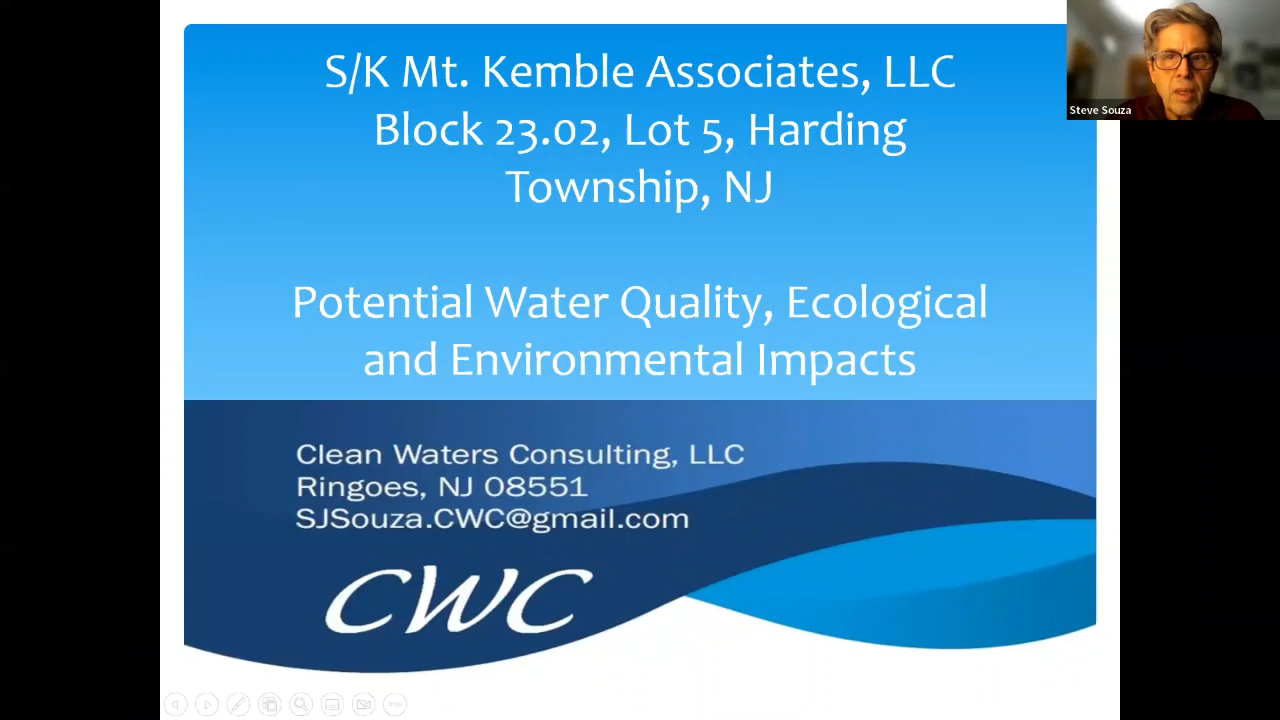 S/K Mt. Kemble Associates, LLC
Block 23.02, Lot 5, Harding
Township, NJ
Potential Water Quality, Ecological
and Environmental Impacts
Clean Waters Consulting, LLC
Ringoes, NJ 08551
SJSouza.CWC@gmail.com
CWC
Steve Souza